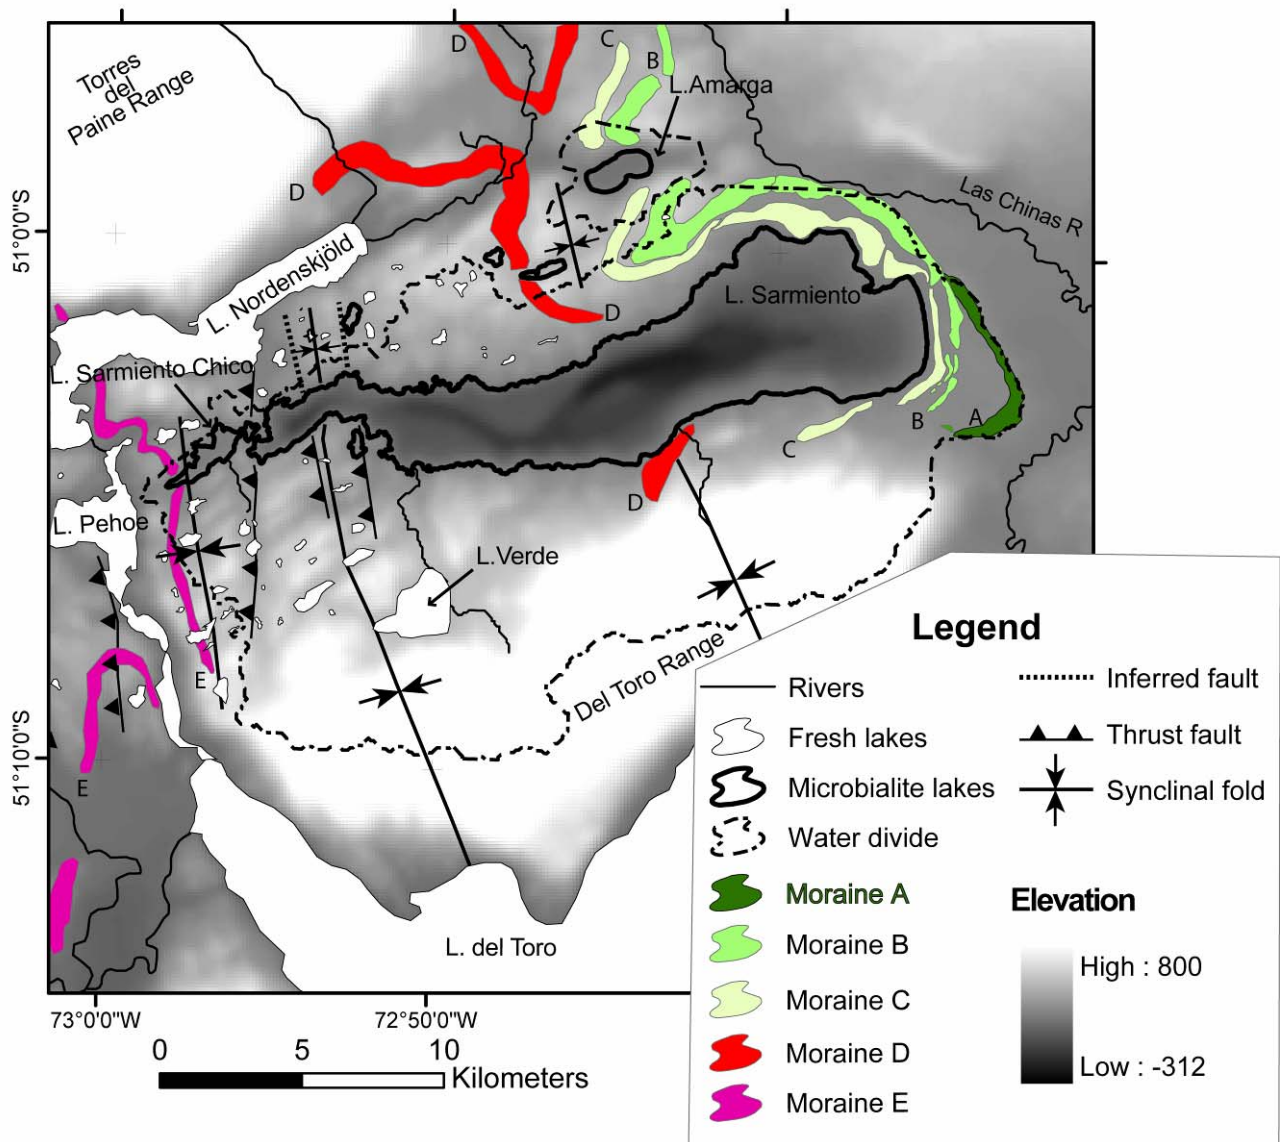 D
C
B
Torres
del
Paine Range
L.Amarga
D
Las Chinas R
51°0'0"S
L. Nordenskjöld
L. Sarmiento
D
L. Sarmiento Chico
B
A
C
D
L. Pehoe
L.Verde
E
Del Toro Range
51°10'0"S
E
L. del Toro
73°0'0"W
72°50'0"W
0
5
10
Kilometers
Legend
Rivers
Fresh lakes
Microbialite lakes
Water divide
Moraine A
Moraine B
Moraine C
Moraine D
Moraine E
Inferred fault
Thrust fault
Synclinal fold
Elevation
High : 800
Low : -312